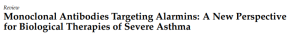 Review
Monoclonal Antibodies Targeting Alarmins: A New Perspective
for Biological Therapies of Severe Asthma